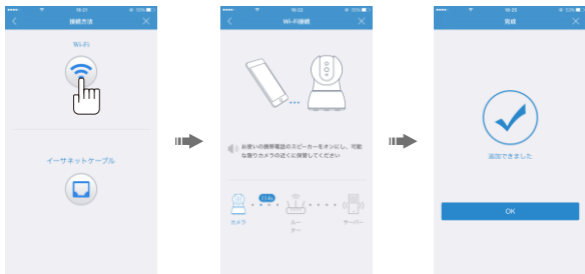 接続方法
Wi-Fi
イーサネットケーブル
Wi-Fi接続
お使いの携帯電話のスピーカーをオンにし、可能
な限りカメラの近くに保管してください
カメラ
ルー
ター
サーバー
完成
追加できました
OK